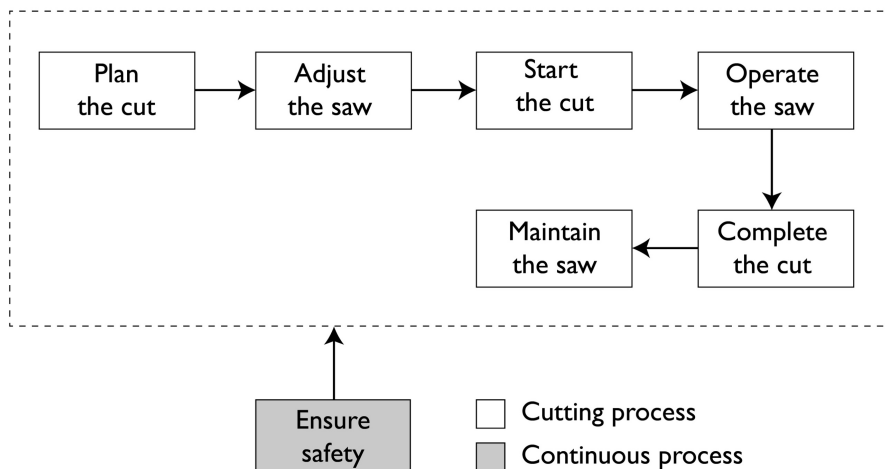 Plan
the cut
Adjust
the saw
Start
the cut
Operate
the saw
Maintain
the saw
Complete
the cut
Ensure
safety
Cutting process
Continuous process